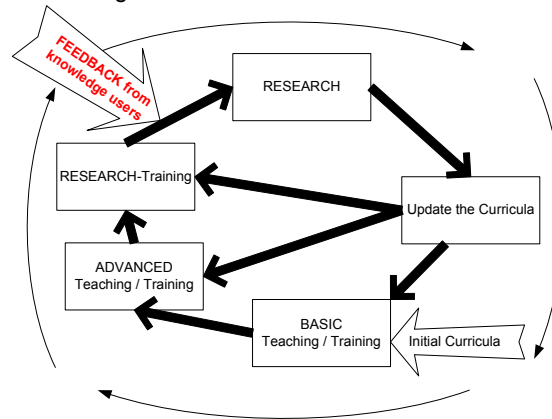 FEEDBACK from
knowledge users
RESEARCH
RESEARCH-Training
Update the Curricula
ADVANCED
Teaching / Training
BASIC
Teaching / Training
Initial Curricula